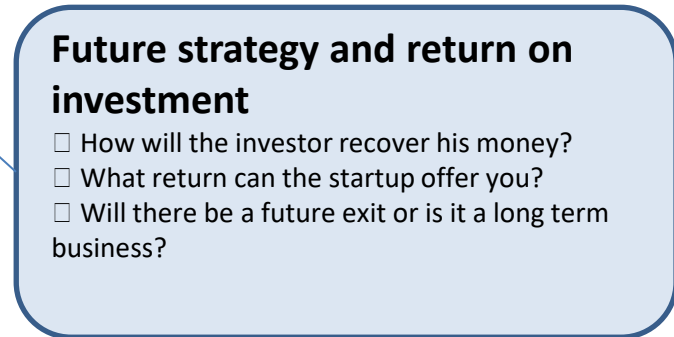 Future strategy and return on
investment
□ How will the investor recover his money?
□ What return can the startup offer you?
□ Will there be a future exit or is it a long term
business?